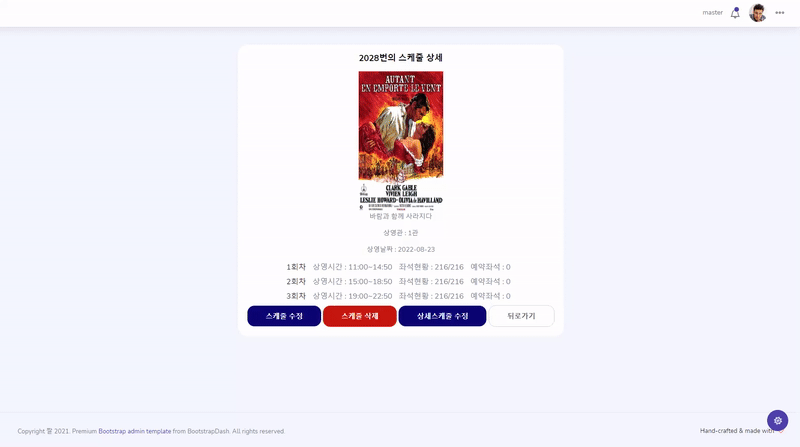 master
2028번의 스케줄 상세
AUTANT
EN EMPORTE LE VENT
CLARK GABLE
VIVIEN LEIGH
LESLIE HOWARD · OLIVIA de HAVILLAND
바람과 함께 사라지다
상영관 : 1관
상영날짜 : 2022-08-23
1회차 상영시간 : 11:00~14:50 좌석현황 : 216/216 예약좌석 : 0
2회차 상영시간 : 15:00~18:50 좌석현황 : 216/216 예약좌석 : 0
3회차 상영시간 : 19:00~22:50 좌석현황 : 216/216 예약좌석 : 0
스케줄 수정 스케줄 삭제 상세스케줄 수정 뒤로가기
Copyright 짤 2021. Premium Bootstrap admin template from BootstrapDash. All rights reserved.
Hand-crafted & made with